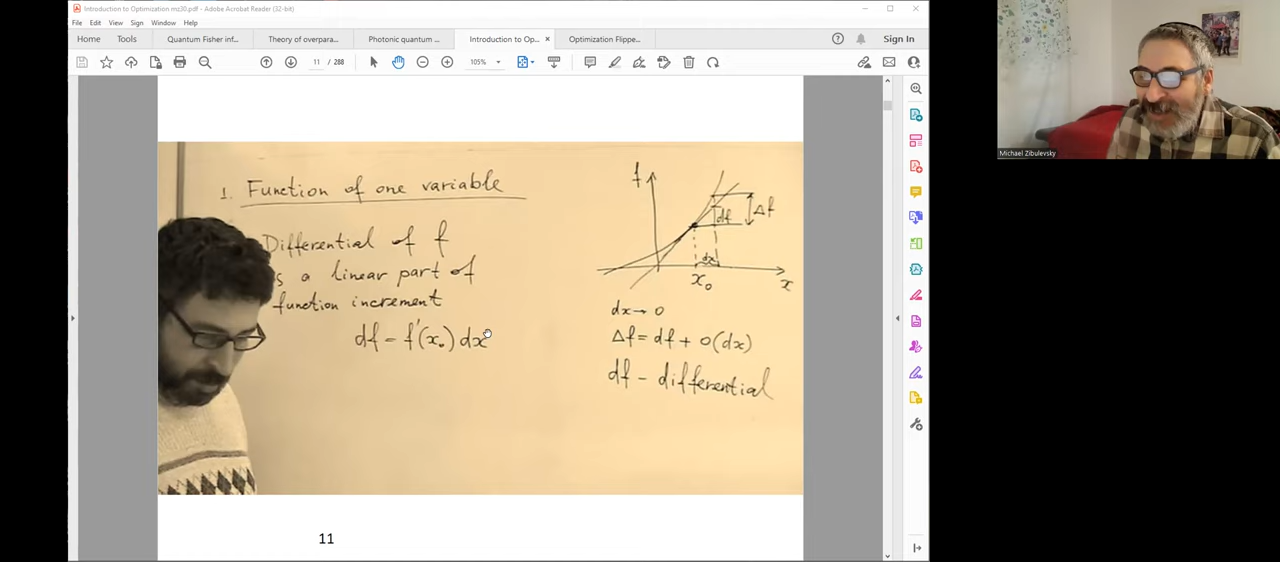 Introduction to Optimization mz30.pdf - Adobe Acrobat Reader (32-bit)
File Edit View Sign Window Help
Home Tools Quantum Fisher inf... Theory of overpara... Photonic quantum ... Introduction to Op... × Optimization Flippe... Sign In
11 / 288 105%
1. Function of one variable
Differential of f
is a linear part of
function increment
df = f'(x₀) dx
f
df Δf
dx
x₀ x
dx → 0
Δf = df + o(dx)
df - differential
11
Michael Zibulevsky